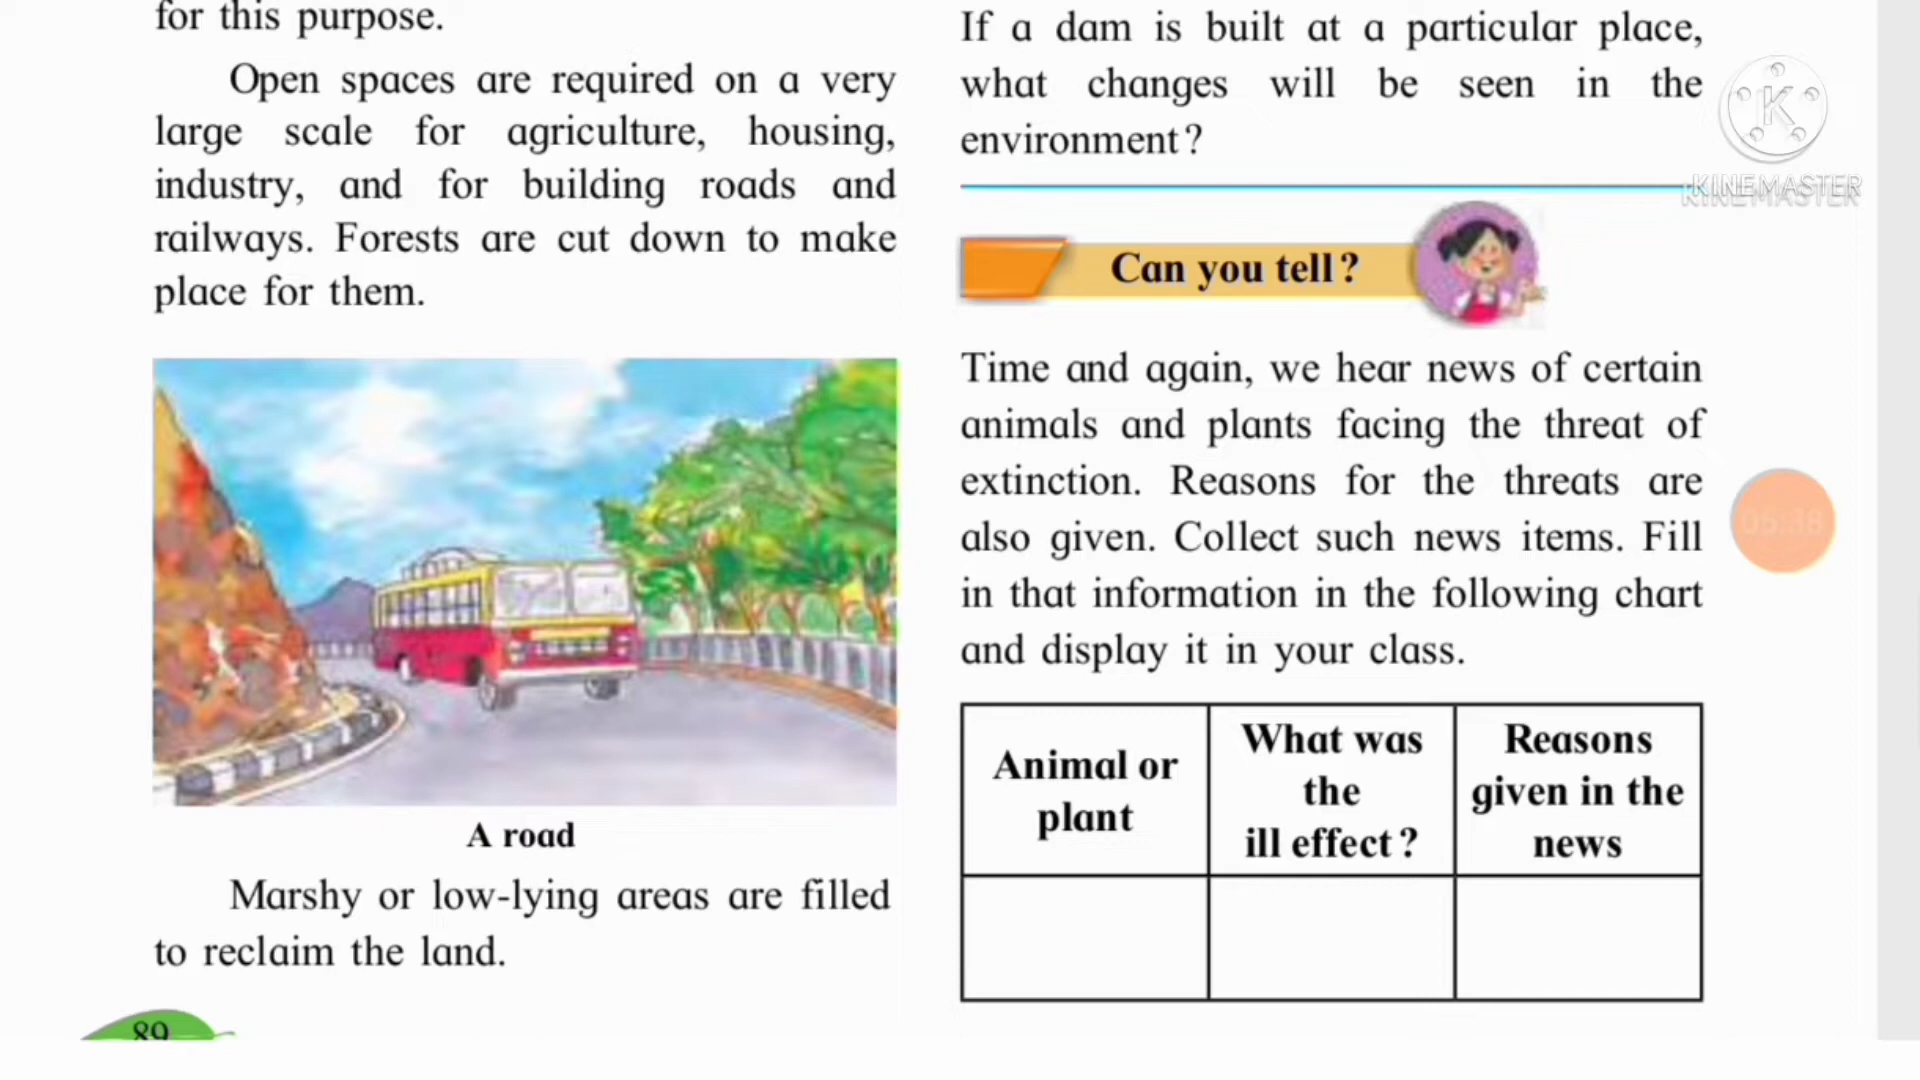 for this purpose.
Open spaces are required on a very
large scale for agriculture, housing,
industry, and for building roads and
railways. Forests are cut down to make
place for them.
A road
Marshy or low-lying areas are filled
to reclaim the land.
89
If a dam is built at a particular place,
what changes will be seen in the
environment?
Can you tell?
Time and again, we hear news of certain
animals and plants facing the threat of
extinction. Reasons for the threats are
also given. Collect such news items. Fill
in that information in the following chart
and display it in your class.
Animal or
plant
What was
the
ill effect?
Reasons
given in the
news
K
KINEMASTER
05:38